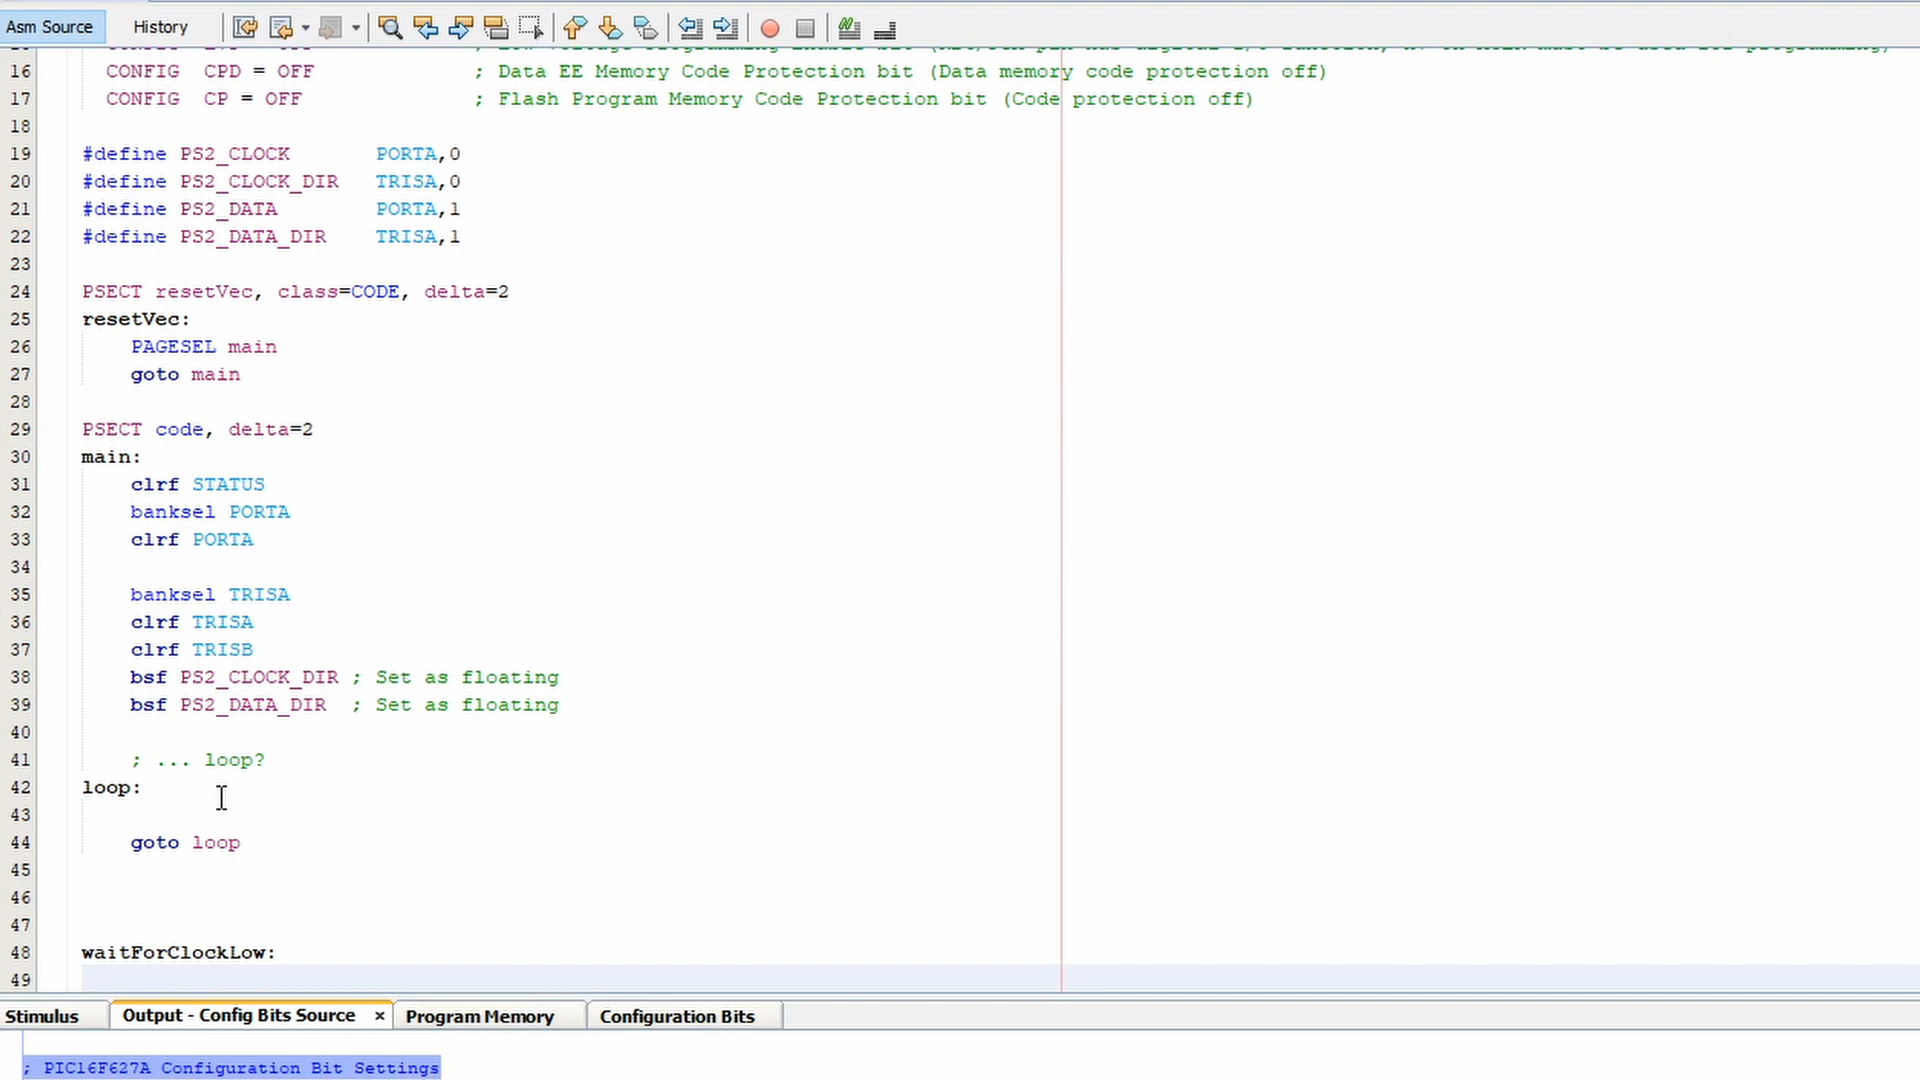 Asm Source History
16 CONFIG CPD = OFF ; Data EE Memory Code Protection bit (Data memory code protection off)
17 CONFIG CP = OFF ; Flash Program Memory Code Protection bit (Code protection off)
18
19 #define PS2_CLOCK PORTA,0
20 #define PS2_CLOCK_DIR TRISA,0
21 #define PS2_DATA PORTA,1
22 #define PS2_DATA_DIR TRISA,1
23
24 PSECT resetVec, class=CODE, delta=2
25 resetVec:
26 PAGESEL main
27 goto main
28
29 PSECT code, delta=2
30 main:
31 clrf STATUS
32 banksel PORTA
33 clrf PORTA
34
35 banksel TRISA
36 clrf TRISA
37 clrf TRISB
38 bsf PS2_CLOCK_DIR ; Set as floating
39 bsf PS2_DATA_DIR ; Set as floating
40
41 ; ... loop?
42 loop:
43
44 goto loop
45
46
47
48 waitForClockLow:
49
Stimulus Output - Config Bits Source × Program Memory Configuration Bits
; PIC16F627A Configuration Bit Settings